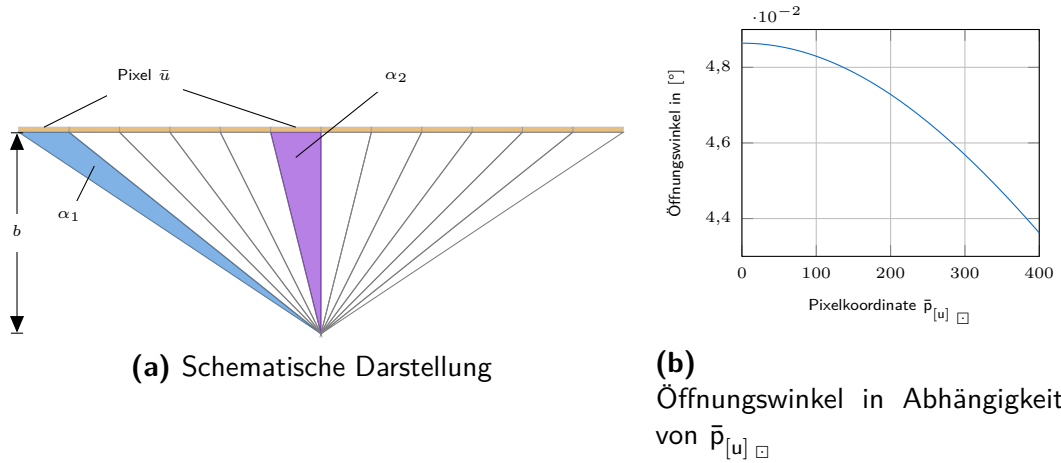 Pixel ū
α₂
α₁
b
(a) Schematische Darstellung
·10⁻²
4,8
4,6
4,4
0 100 200 300 400
Öffnungswinkel in [°]
Pixelkoordinate p̄[u] ⊡
(b)
Öffnungswinkel in Abhängigkeit
von p̄[u] ⊡